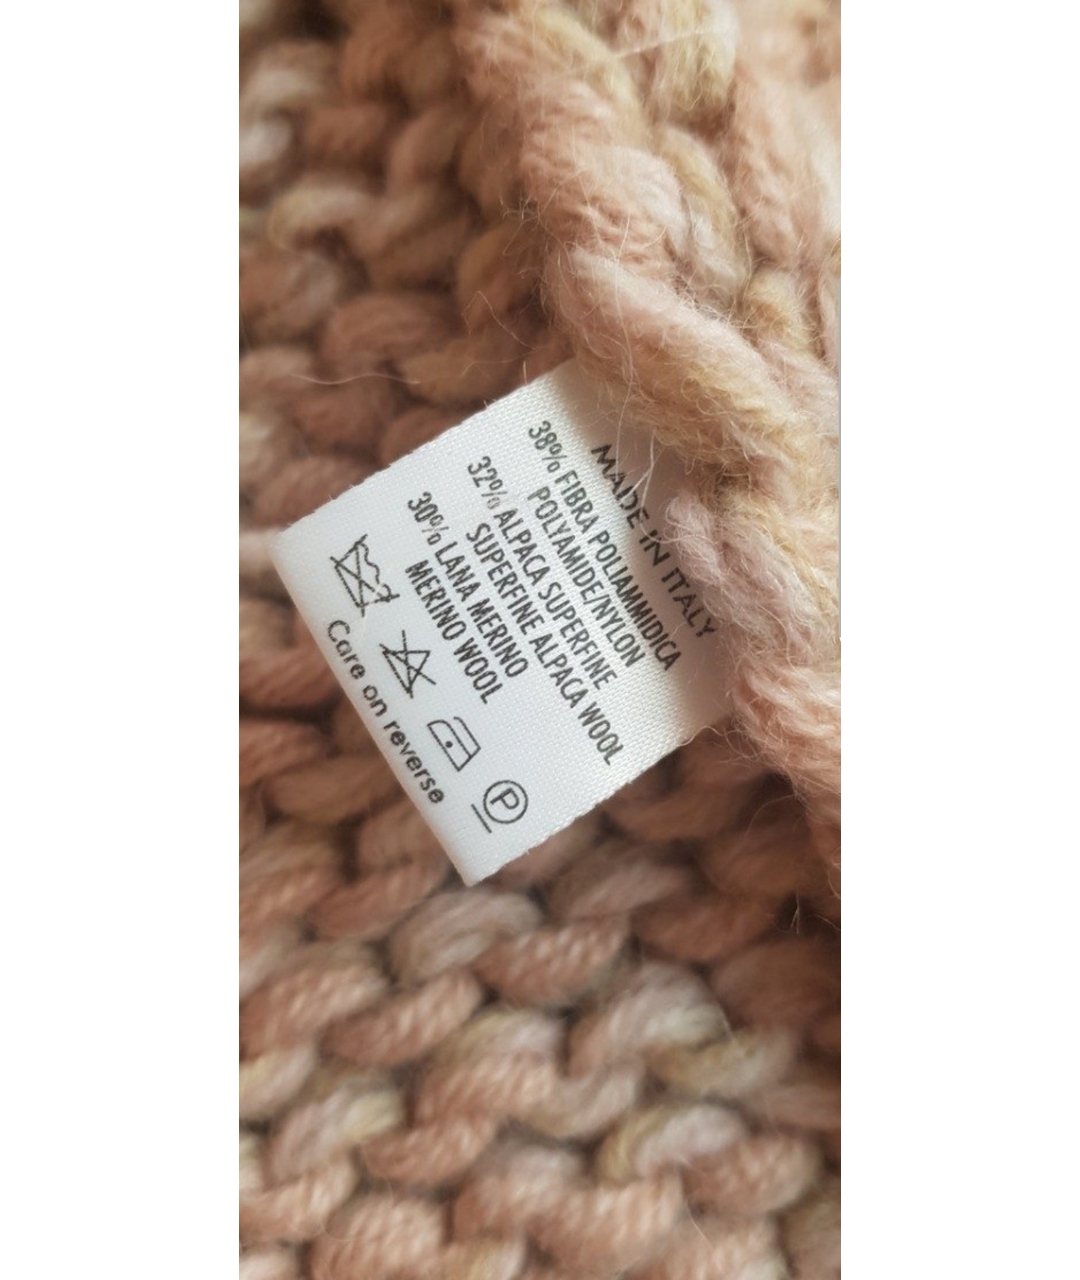 MADE IN ITALY
38% FIBRA POLIAMMIDICA
POLYAMIDE/NYLON
32% ALPACA SUPERFINE
SUPERFINE ALPACA WOOL
30% LANA MERINO
MERINO WOOL
P
Care on reverse